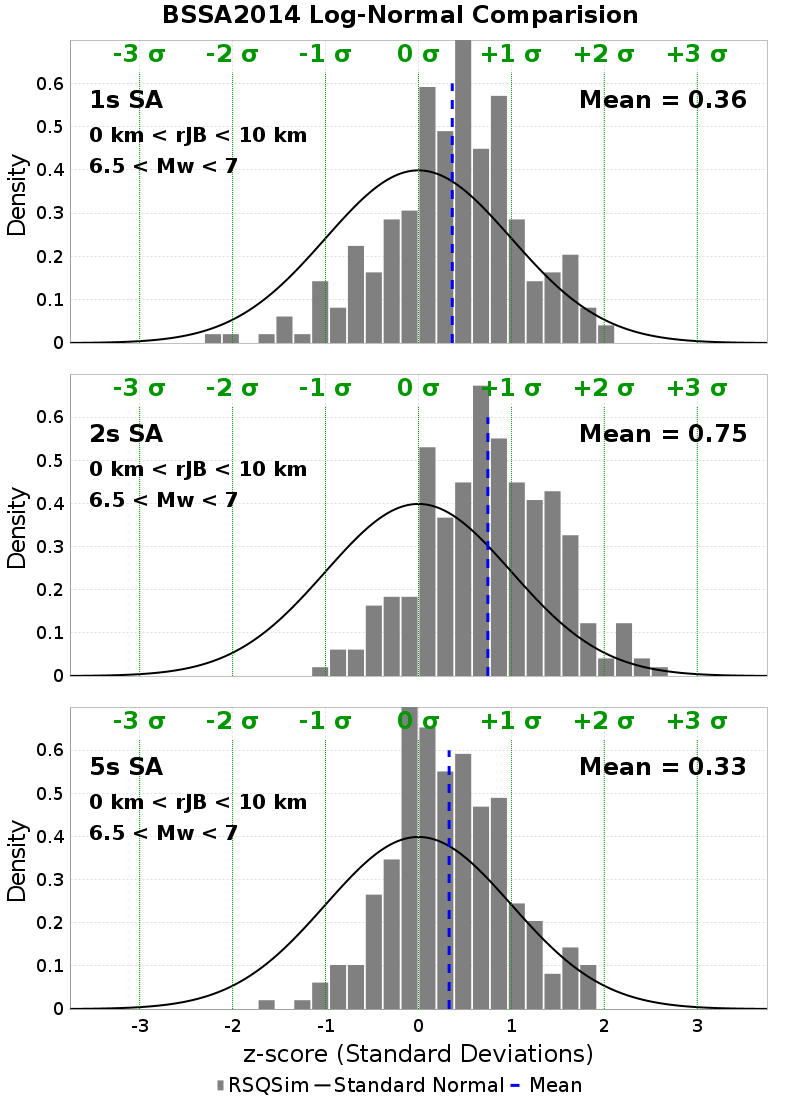 BSSA2014 Log-Normal Comparision
-3 σ -2 σ -1 σ 0 σ +1 σ +2 σ +3 σ
1s SA
Mean = 0.36
0 km < rJB < 10 km
6.5 < Mw < 7
Density
0.6
0.5
0.4
0.3
0.2
0.1
0
-3 σ -2 σ -1 σ 0 σ +1 σ +2 σ +3 σ
2s SA
Mean = 0.75
0 km < rJB < 10 km
6.5 < Mw < 7
Density
0.6
0.5
0.4
0.3
0.2
0.1
0
-3 σ -2 σ -1 σ 0 σ +1 σ +2 σ +3 σ
5s SA
Mean = 0.33
0 km < rJB < 10 km
6.5 < Mw < 7
Density
0.6
0.5
0.4
0.3
0.2
0.1
0
-3 -2 -1 0 1 2 3
z-score (Standard Deviations)
RSQSim Standard Normal Mean